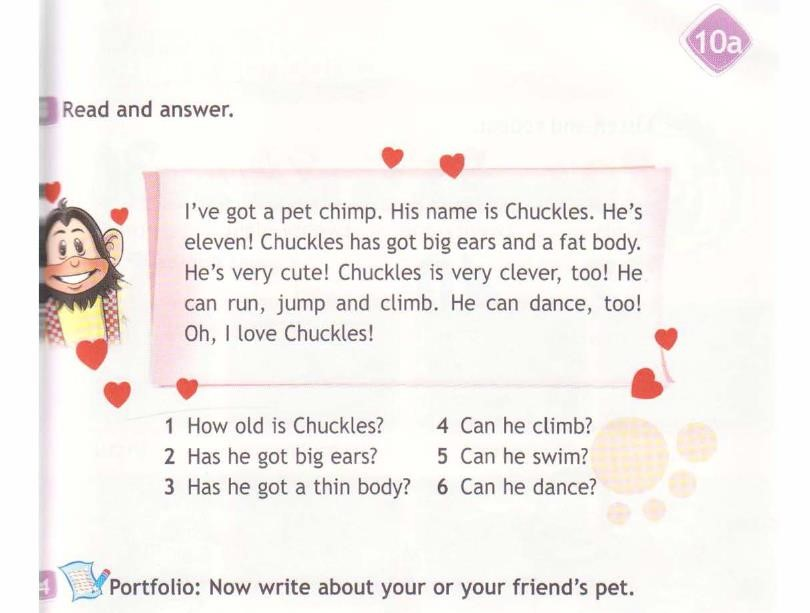 10a
Read and answer.
I've got a pet chimp. His name is Chuckles. He's
eleven! Chuckles has got big ears and a fat body.
He's very cute! Chuckles is very clever, too! He
can run, jump and climb. He can dance, too!
Oh, I love Chuckles!
1 How old is Chuckles?
2 Has he got big ears?
3 Has he got a thin body?
4 Can he climb?
5 Can he swim?
6 Can he dance?
4 Portfolio: Now write about your or your friend's pet.